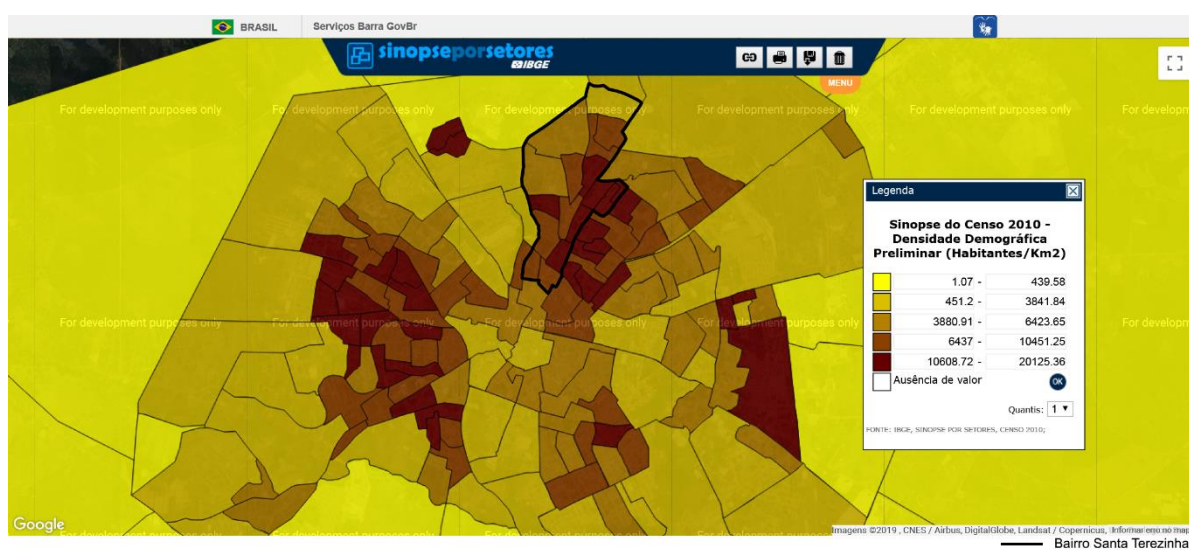 BRASIL Serviços Barra GovBr
sinopseporsetores
IBGE
MENU
For development purposes only For development purposes only For development purposes only For development purposes only For development purposes only For develop
Legenda
Sinopse do Censo 2010 -
Densidade Demográfica
Preliminar (Habitantes/Km2)
1.07 - 439.58
451.2 - 3841.84
3880.91 - 6423.65
6437 - 10451.25
10608.72 - 20125.36
Ausência de valor OK
Quantis: 1
FONTE: IBGE, SINOPSE POR SETORES, CENSO 2010;
For development purposes only For development purposes only For development purposes only For development purposes only For develop
Google
Imagens ©2019 , CNES / Airbus, DigitalGlobe, Landsat / Copernicus,
Bairro Santa Terezinha